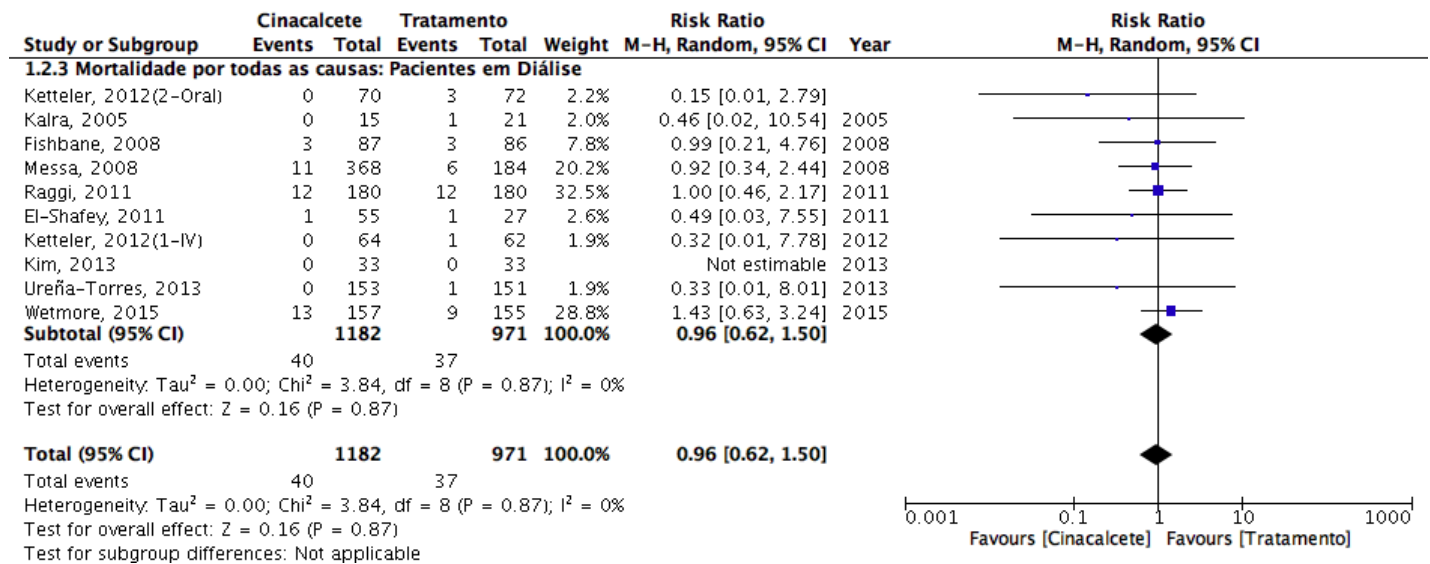 Cinacalcete Tratamento Risk Ratio Risk Ratio
Study or Subgroup Events Total Events Total Weight M-H, Random, 95% CI Year M-H, Random, 95% CI
1.2.3 Mortalidade por todas as causas: Pacientes em Diálise
Ketteler, 2012(2-Oral) 0 70 3 72 2.2% 0.15 [0.01, 2.79]
Kalra, 2005 0 15 1 21 2.0% 0.46 [0.02, 10.54] 2005
Fishbane, 2008 3 87 3 86 7.8% 0.99 [0.21, 4.76] 2008
Messa, 2008 11 368 6 184 20.2% 0.92 [0.34, 2.44] 2008
Raggi, 2011 12 180 12 180 32.5% 1.00 [0.46, 2.17] 2011
El-Shafey, 2011 1 55 1 27 2.6% 0.49 [0.03, 7.55] 2011
Ketteler, 2012(1-IV) 0 64 1 62 1.9% 0.32 [0.01, 7.78] 2012
Kim, 2013 0 33 0 33 Not estimable 2013
Ureña-Torres, 2013 0 153 1 151 1.9% 0.33 [0.01, 8.01] 2013
Wetmore, 2015 13 157 9 155 28.8% 1.43 [0.63, 3.24] 2015
Subtotal (95% CI) 1182 971 100.0% 0.96 [0.62, 1.50]
Total events 40 37
Heterogeneity: Tau² = 0.00; Chi² = 3.84, df = 8 (P = 0.87); I² = 0%
Test for overall effect: Z = 0.16 (P = 0.87)
Total (95% CI) 1182 971 100.0% 0.96 [0.62, 1.50]
Total events 40 37
Heterogeneity: Tau² = 0.00; Chi² = 3.84, df = 8 (P = 0.87); I² = 0%
Test for overall effect: Z = 0.16 (P = 0.87)
Test for subgroup differences: Not applicable
0.001 0.1 1 10 1000
Favours [Cinacalcete] Favours [Tratamento]